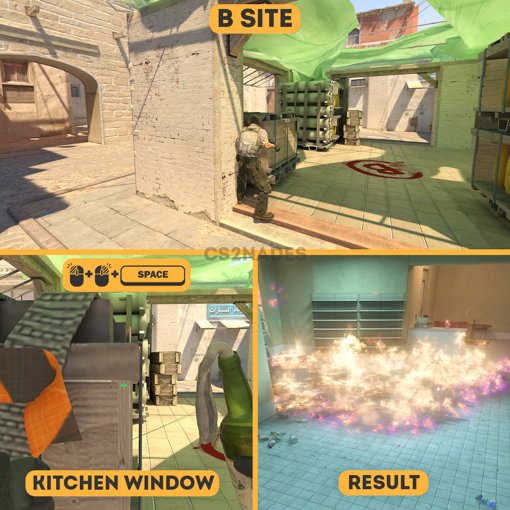 B SITE
CS2NADES
+ + SPACE
KITCHEN WINDOW
RESULT